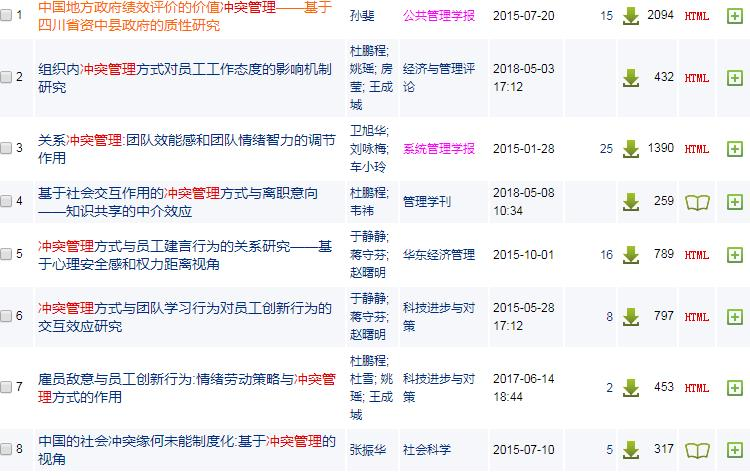 1 中国地方政府绩效评价的价值冲突管理——基于 孙斐 公共管理学报 2015-07-20 15 2094 HTML
四川省资中县政府的质性研究
2 组织内冲突管理方式对员工工作态度的影响机制 杜鹏程; 姚瑶; 房莹; 王成城 经济与管理评论 2018-05-03 17:12 432 HTML
研究
3 关系冲突管理:团队效能感和团队情绪智力的调节 卫旭华; 刘咏梅; 车小玲 系统管理学报 2015-01-28 25 1390 HTML
作用
4 基于社会交互作用的冲突管理方式与离职意向 杜鹏程; 韦祎 管理学刊 2018-05-08 10:34 259
——知识共享的中介效应
5 冲突管理方式与员工建言行为的关系研究——基 于静静; 蒋守芬; 赵曙明 华东经济管理 2015-10-01 16 789 HTML
于心理安全感和权力距离视角
6 冲突管理方式与团队学习行为对员工创新行为的 于静静; 蒋守芬; 赵曙明 科技进步与对策 2015-05-28 17:12 8 797 HTML
交互效应研究
7 雇员敌意与员工创新行为:情绪劳动策略与冲突管 杜鹏程; 杜雪; 姚瑶; 王成城 科技进步与对策 2017-06-14 18:44 2 453 HTML
理方式的作用
8 中国的社会冲突缘何未能制度化:基于冲突管理的 张振华 社会科学 2015-07-10 5 317
视角